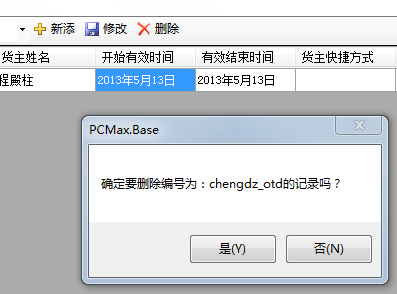 新添 修改 删除
货主姓名 开始有效时间 有效结束时间 货主快捷方式
程殿柱 2013年5月13日 2013年5月13日
PCMax.Base
确定要删除编号为：chengdz_otd的记录吗？
是(Y) 否(N)